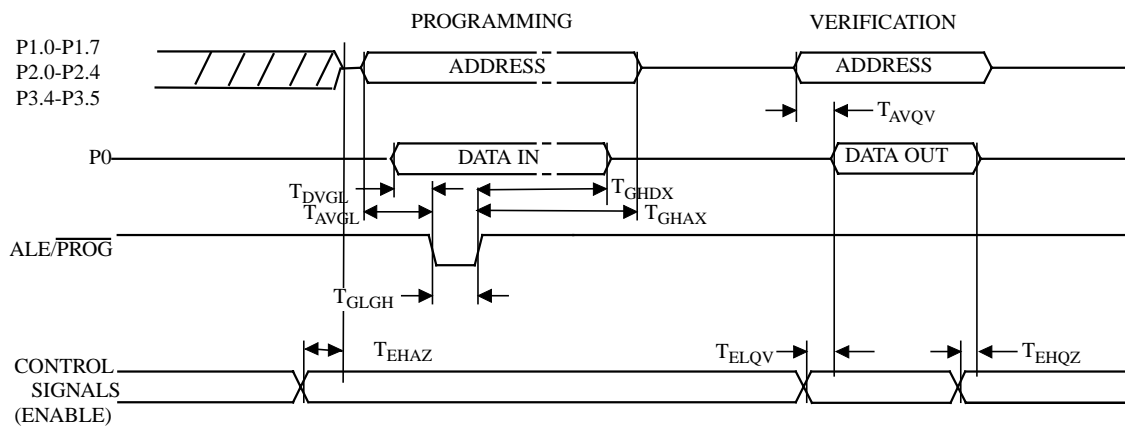 PROGRAMMING
VERIFICATION
P1.0-P1.7
P2.0-P2.4
P3.4-P3.5
ADDRESS
ADDRESS
TAVQV
P0
DATA IN
DATA OUT
TDVGL
TGHDX
TAVGL
TGHAX
ALE/PROG
TGLGH
TEHAZ
TELQV
TEHQZ
CONTROL
SIGNALS
(ENABLE)